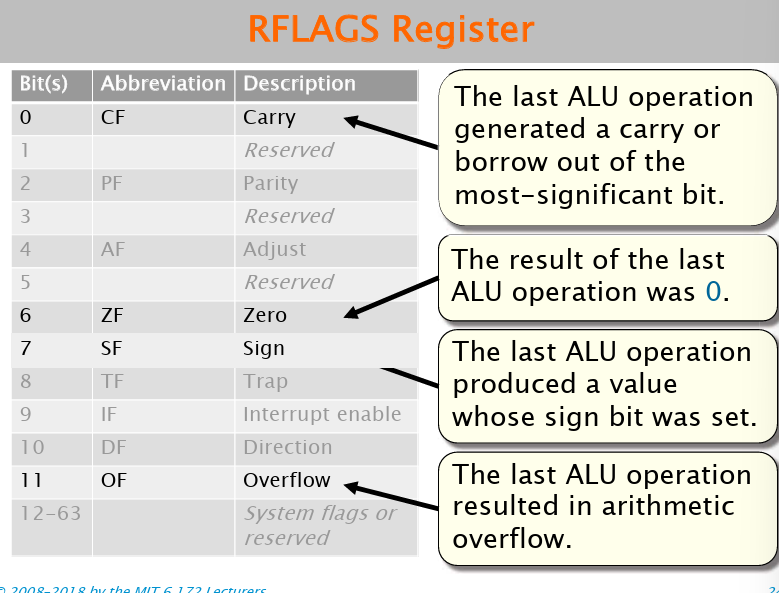 RFLAGS Register
Bit(s) Abbreviation Description
0 CF Carry
1 Reserved
2 PF Parity
3 Reserved
4 AF Adjust
5 Reserved
6 ZF Zero
7 SF Sign
8 TF Trap
9 IF Interrupt enable
10 DF Direction
11 OF Overflow
12-63 System flags or
reserved
The last ALU operation
generated a carry or
borrow out of the
most-significant bit.
The result of the last
ALU operation was 0.
The last ALU operation
produced a value
whose sign bit was set.
The last ALU operation
resulted in arithmetic
overflow.
© 2008-2018 by the MIT 6.172 Lecturers